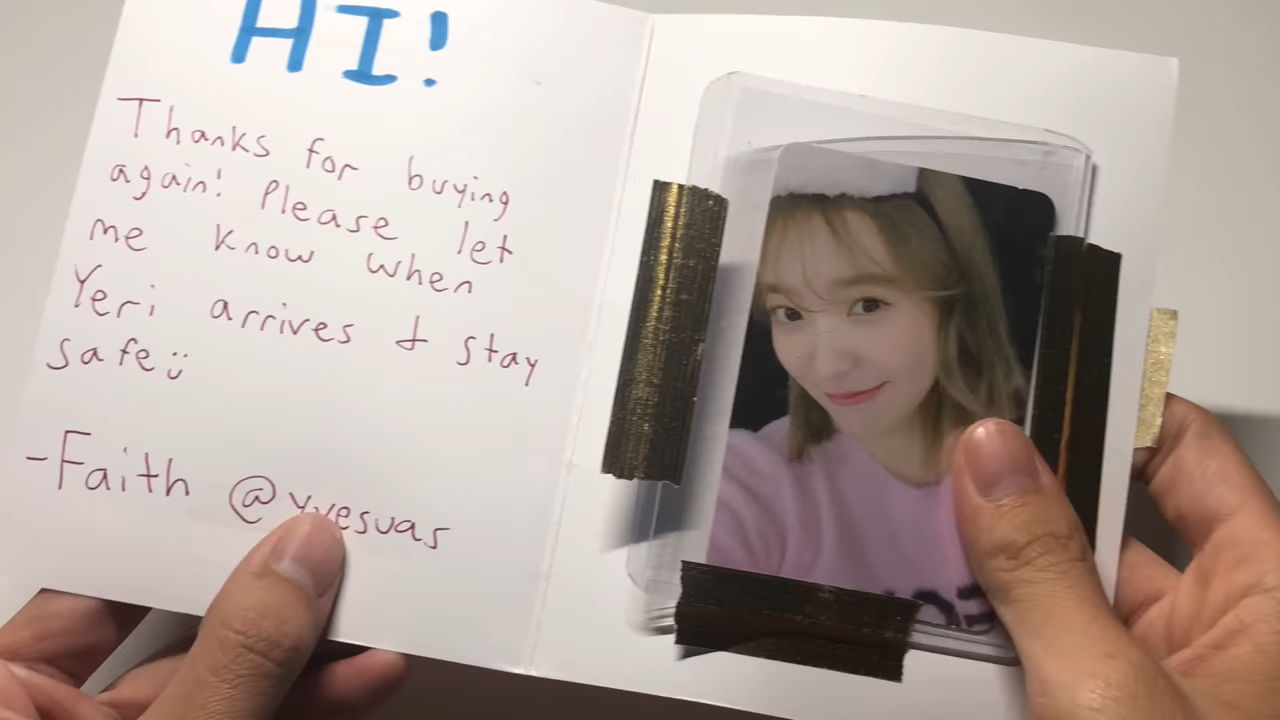 HI!
Thanks for buying
again! Please let
me know when
Yeri arrives & stay
safe:)
-Faith @yvesuas